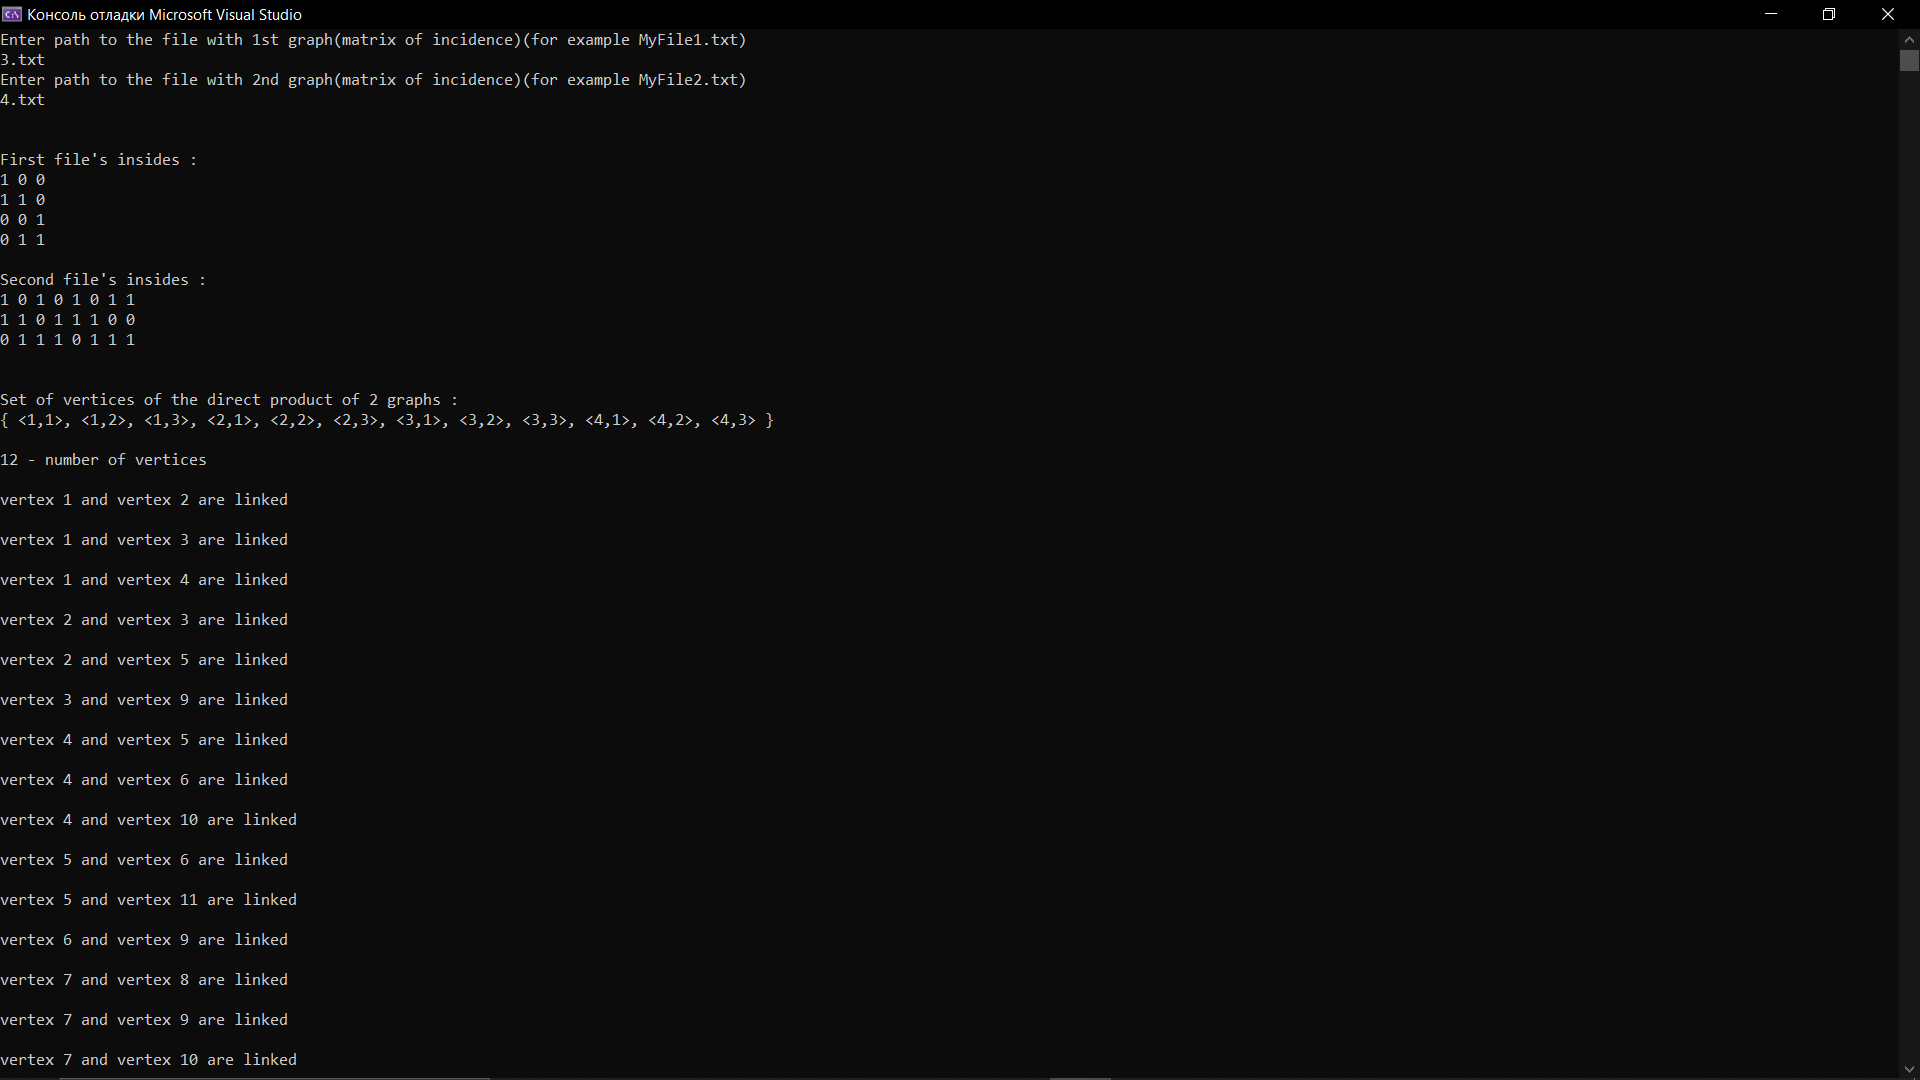 Консоль отладки Microsoft Visual Studio
Enter path to the file with 1st graph(matrix of incidence)(for example MyFile1.txt)
3.txt
Enter path to the file with 2nd graph(matrix of incidence)(for example MyFile2.txt)
4.txt
First file's insides :
1 0 0
1 1 0
0 0 1
0 1 1
Second file's insides :
1 0 1 0 1 0 1 1
1 1 0 1 1 1 0 0
0 1 1 1 0 1 1 1
Set of vertices of the direct product of 2 graphs :
{ <1,1>, <1,2>, <1,3>, <2,1>, <2,2>, <2,3>, <3,1>, <3,2>, <3,3>, <4,1>, <4,2>, <4,3> }
12 - number of vertices
vertex 1 and vertex 2 are linked
vertex 1 and vertex 3 are linked
vertex 1 and vertex 4 are linked
vertex 2 and vertex 3 are linked
vertex 2 and vertex 5 are linked
vertex 3 and vertex 9 are linked
vertex 4 and vertex 5 are linked
vertex 4 and vertex 6 are linked
vertex 4 and vertex 10 are linked
vertex 5 and vertex 6 are linked
vertex 5 and vertex 11 are linked
vertex 6 and vertex 9 are linked
vertex 7 and vertex 8 are linked
vertex 7 and vertex 9 are linked
vertex 7 and vertex 10 are linked